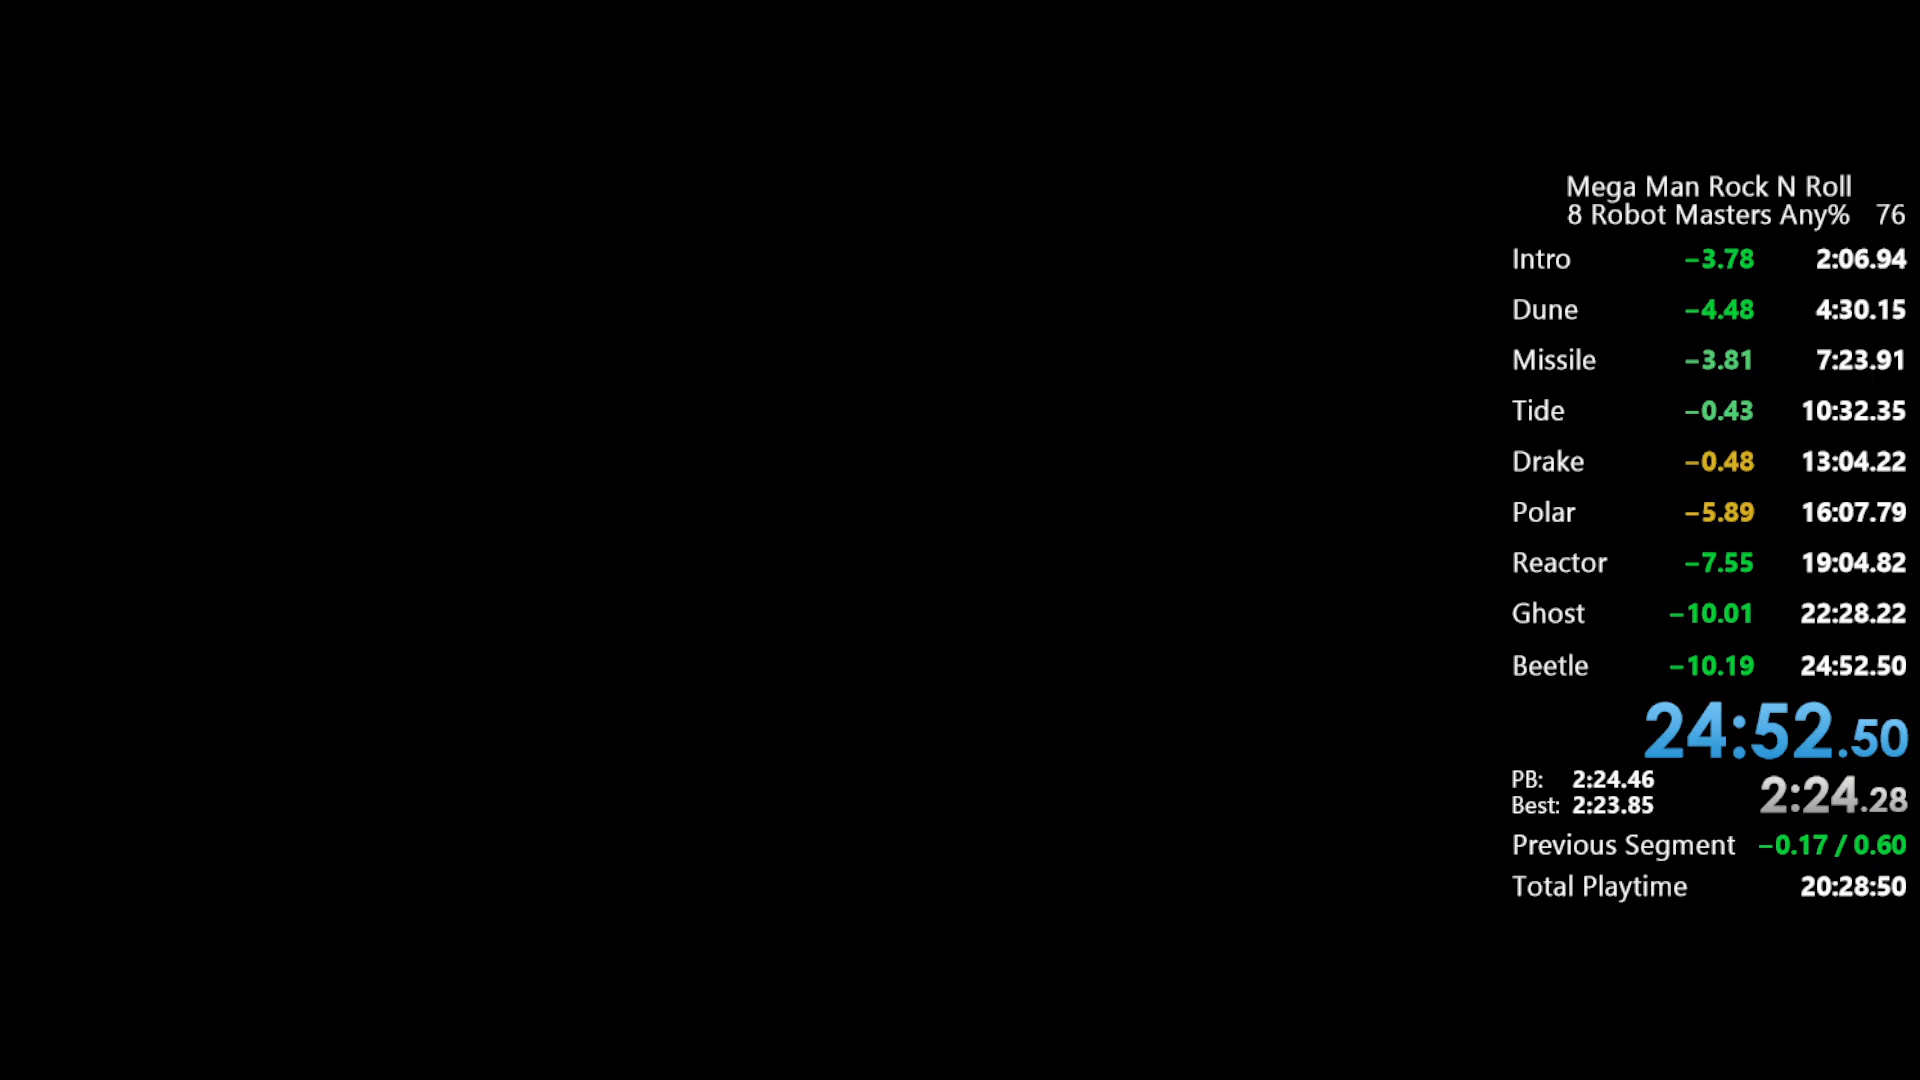 Mega Man Rock N Roll
8 Robot Masters Any% 76
Intro −3.78 2:06.94
Dune −4.48 4:30.15
Missile −3.81 7:23.91
Tide −0.43 10:32.35
Drake −0.48 13:04.22
Polar −5.89 16:07.79
Reactor −7.55 19:04.82
Ghost −10.01 22:28.22
Beetle −10.19 24:52.50
24:52.50
PB: 2:24.46
Best: 2:23.85
2:24.28
Previous Segment −0.17 / 0.60
Total Playtime 20:28:50